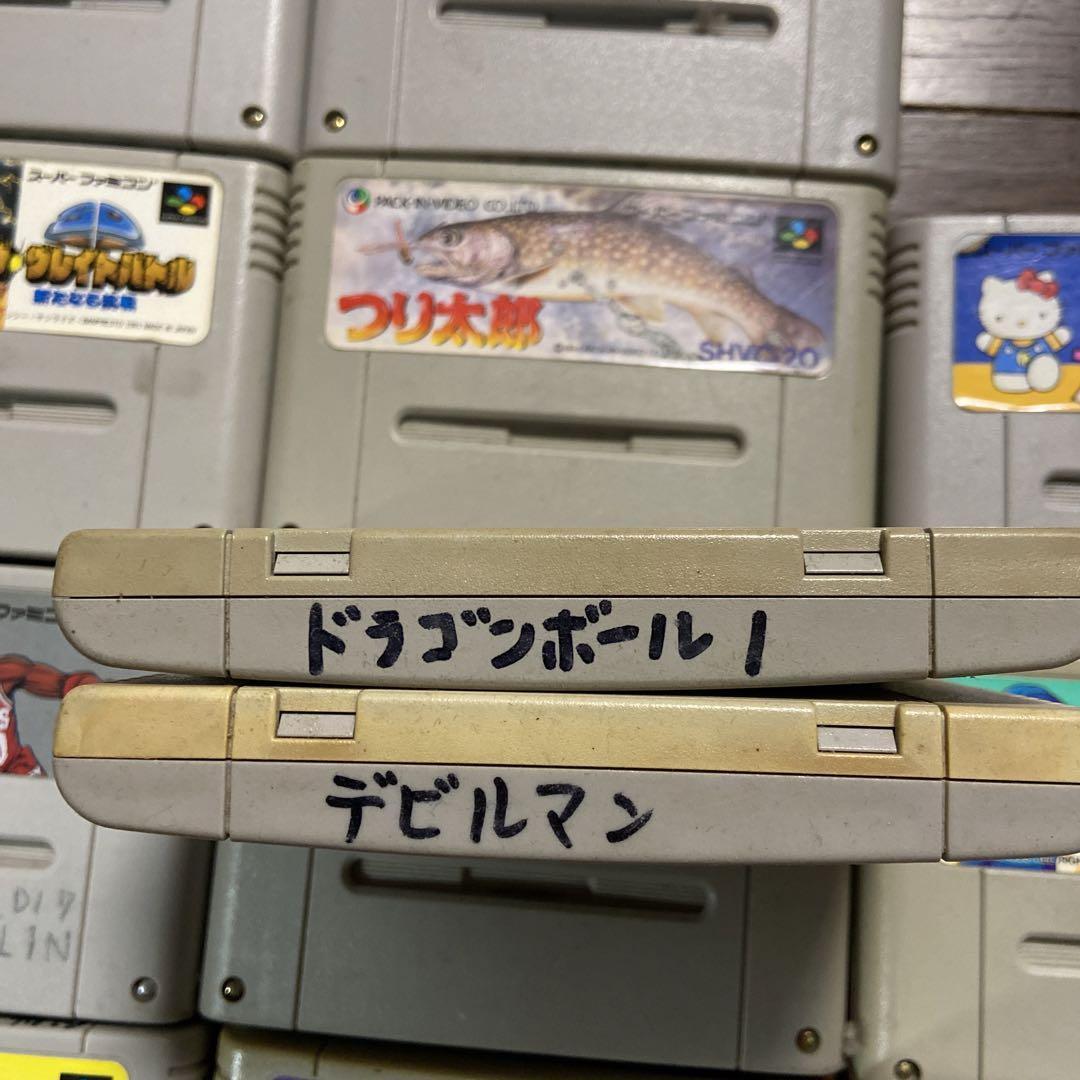 スーパーファミコン
グレイトバトル
新たなる挑戦
PACK-IN-VIDEO CO.,LTD.
つり太郎
ドラゴンボール1
デビルマン